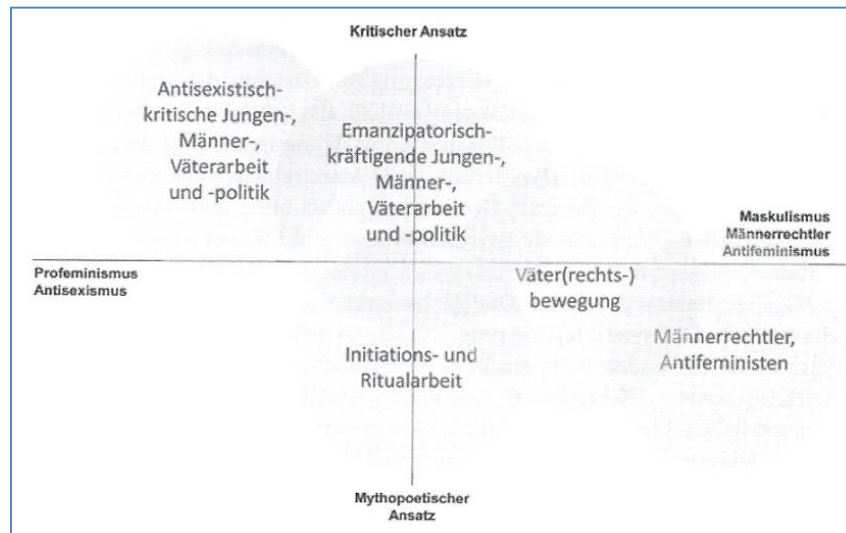 Kritischer Ansatz
Antisexistisch-
kritische Jungen-,
Männer-,
Väterarbeit
und -politik
Emanzipatorisch-
kräftigende Jungen-,
Männer-,
Väterarbeit
und -politik
Maskulismus
Männerrechtler
Antifeminismus
Profeminismus
Antisexismus
Väter(rechts-)
bewegung
Männerrechtler,
Antifeministen
Initiations- und
Ritualarbeit
Mythopoetischer
Ansatz